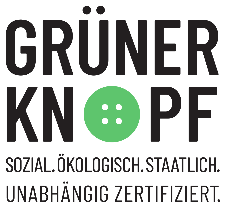 GRÜNER
KNOPF
SOZIAL. ÖKOLOGISCH. STAATLICH.
UNABHÄNGIG ZERTIFIZIERT.